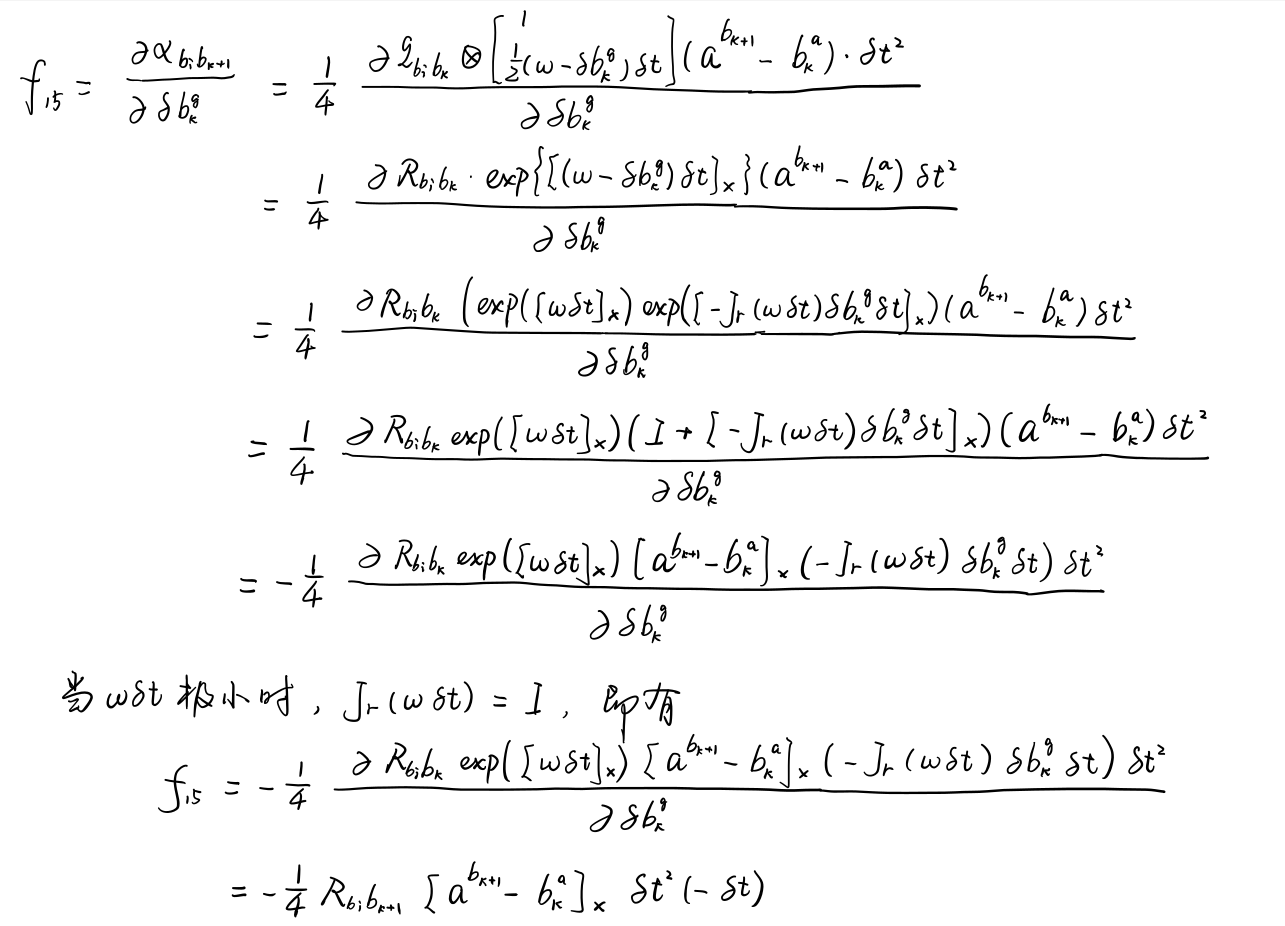 $f_{15} = \frac{\partial \alpha_{b_i b_{k+1}}}{\partial \delta b_k^g} = \frac{1}{4} \frac{\partial q_{b_i b_k} \otimes \begin{bmatrix} 1 \\ \frac{1}{2}(\omega - \delta b_k^g) \delta t \end{bmatrix} (a^{b_{k+1}} - b_k^a) \cdot \delta t^2}{\partial \delta b_k^g}$
$= \frac{1}{4} \frac{\partial R_{b_i b_k} \cdot \exp\{[(\omega - \delta b_k^g) \delta t]_\times\} (a^{b_{k+1}} - b_k^a) \delta t^2}{\partial \delta b_k^g}$
$= \frac{1}{4} \frac{\partial R_{b_i b_k} (\exp([\omega \delta t]_\times) \exp([-J_r(\omega \delta t) \delta b_k^g \delta t]_\times) (a^{b_{k+1}} - b_k^a) \delta t^2}{\partial \delta b_k^g}$
$= \frac{1}{4} \frac{\partial R_{b_i b_k} \exp([\omega \delta t]_\times) (I + [-J_r(\omega \delta t) \delta b_k^g \delta t]_\times) (a^{b_{k+1}} - b_k^a) \delta t^2}{\partial \delta b_k^g}$
$= -\frac{1}{4} \frac{\partial R_{b_i b_k} \exp([\omega \delta t]_\times) [a^{b_{k+1}} - b_k^a]_\times (-J_r(\omega \delta t) \delta b_k^g \delta t) \delta t^2}{\partial \delta b_k^g}$
当 $\omega \delta t$ 极小时, $J_r(\omega \delta t) = I$, 即有
$f_{15} = -\frac{1}{4} \frac{\partial R_{b_i b_k} \exp([\omega \delta t]_\times) [a^{b_{k+1}} - b_k^a]_\times (-J_r(\omega \delta t) \delta b_k^g \delta t) \delta t^2}{\partial \delta b_k^g}$
$= -\frac{1}{4} R_{b_i b_{k+1}} [a^{b_{k+1}} - b_k^a]_\times \delta t^2 (-\delta t)$